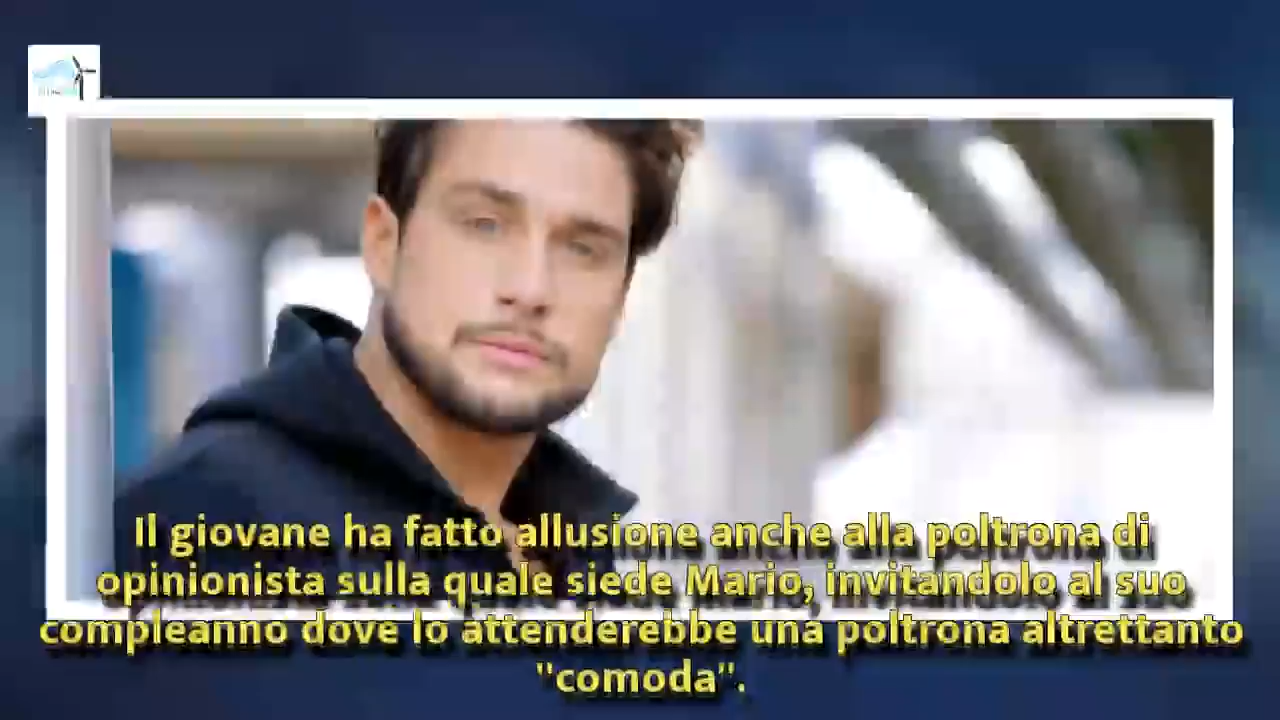 Il giovane ha fatto allusione anche alla poltrona di
opinionista sulla quale siede Mario, invitandolo al suo
compleanno dove lo attenderebbe una poltrona altrettanto
"comoda".